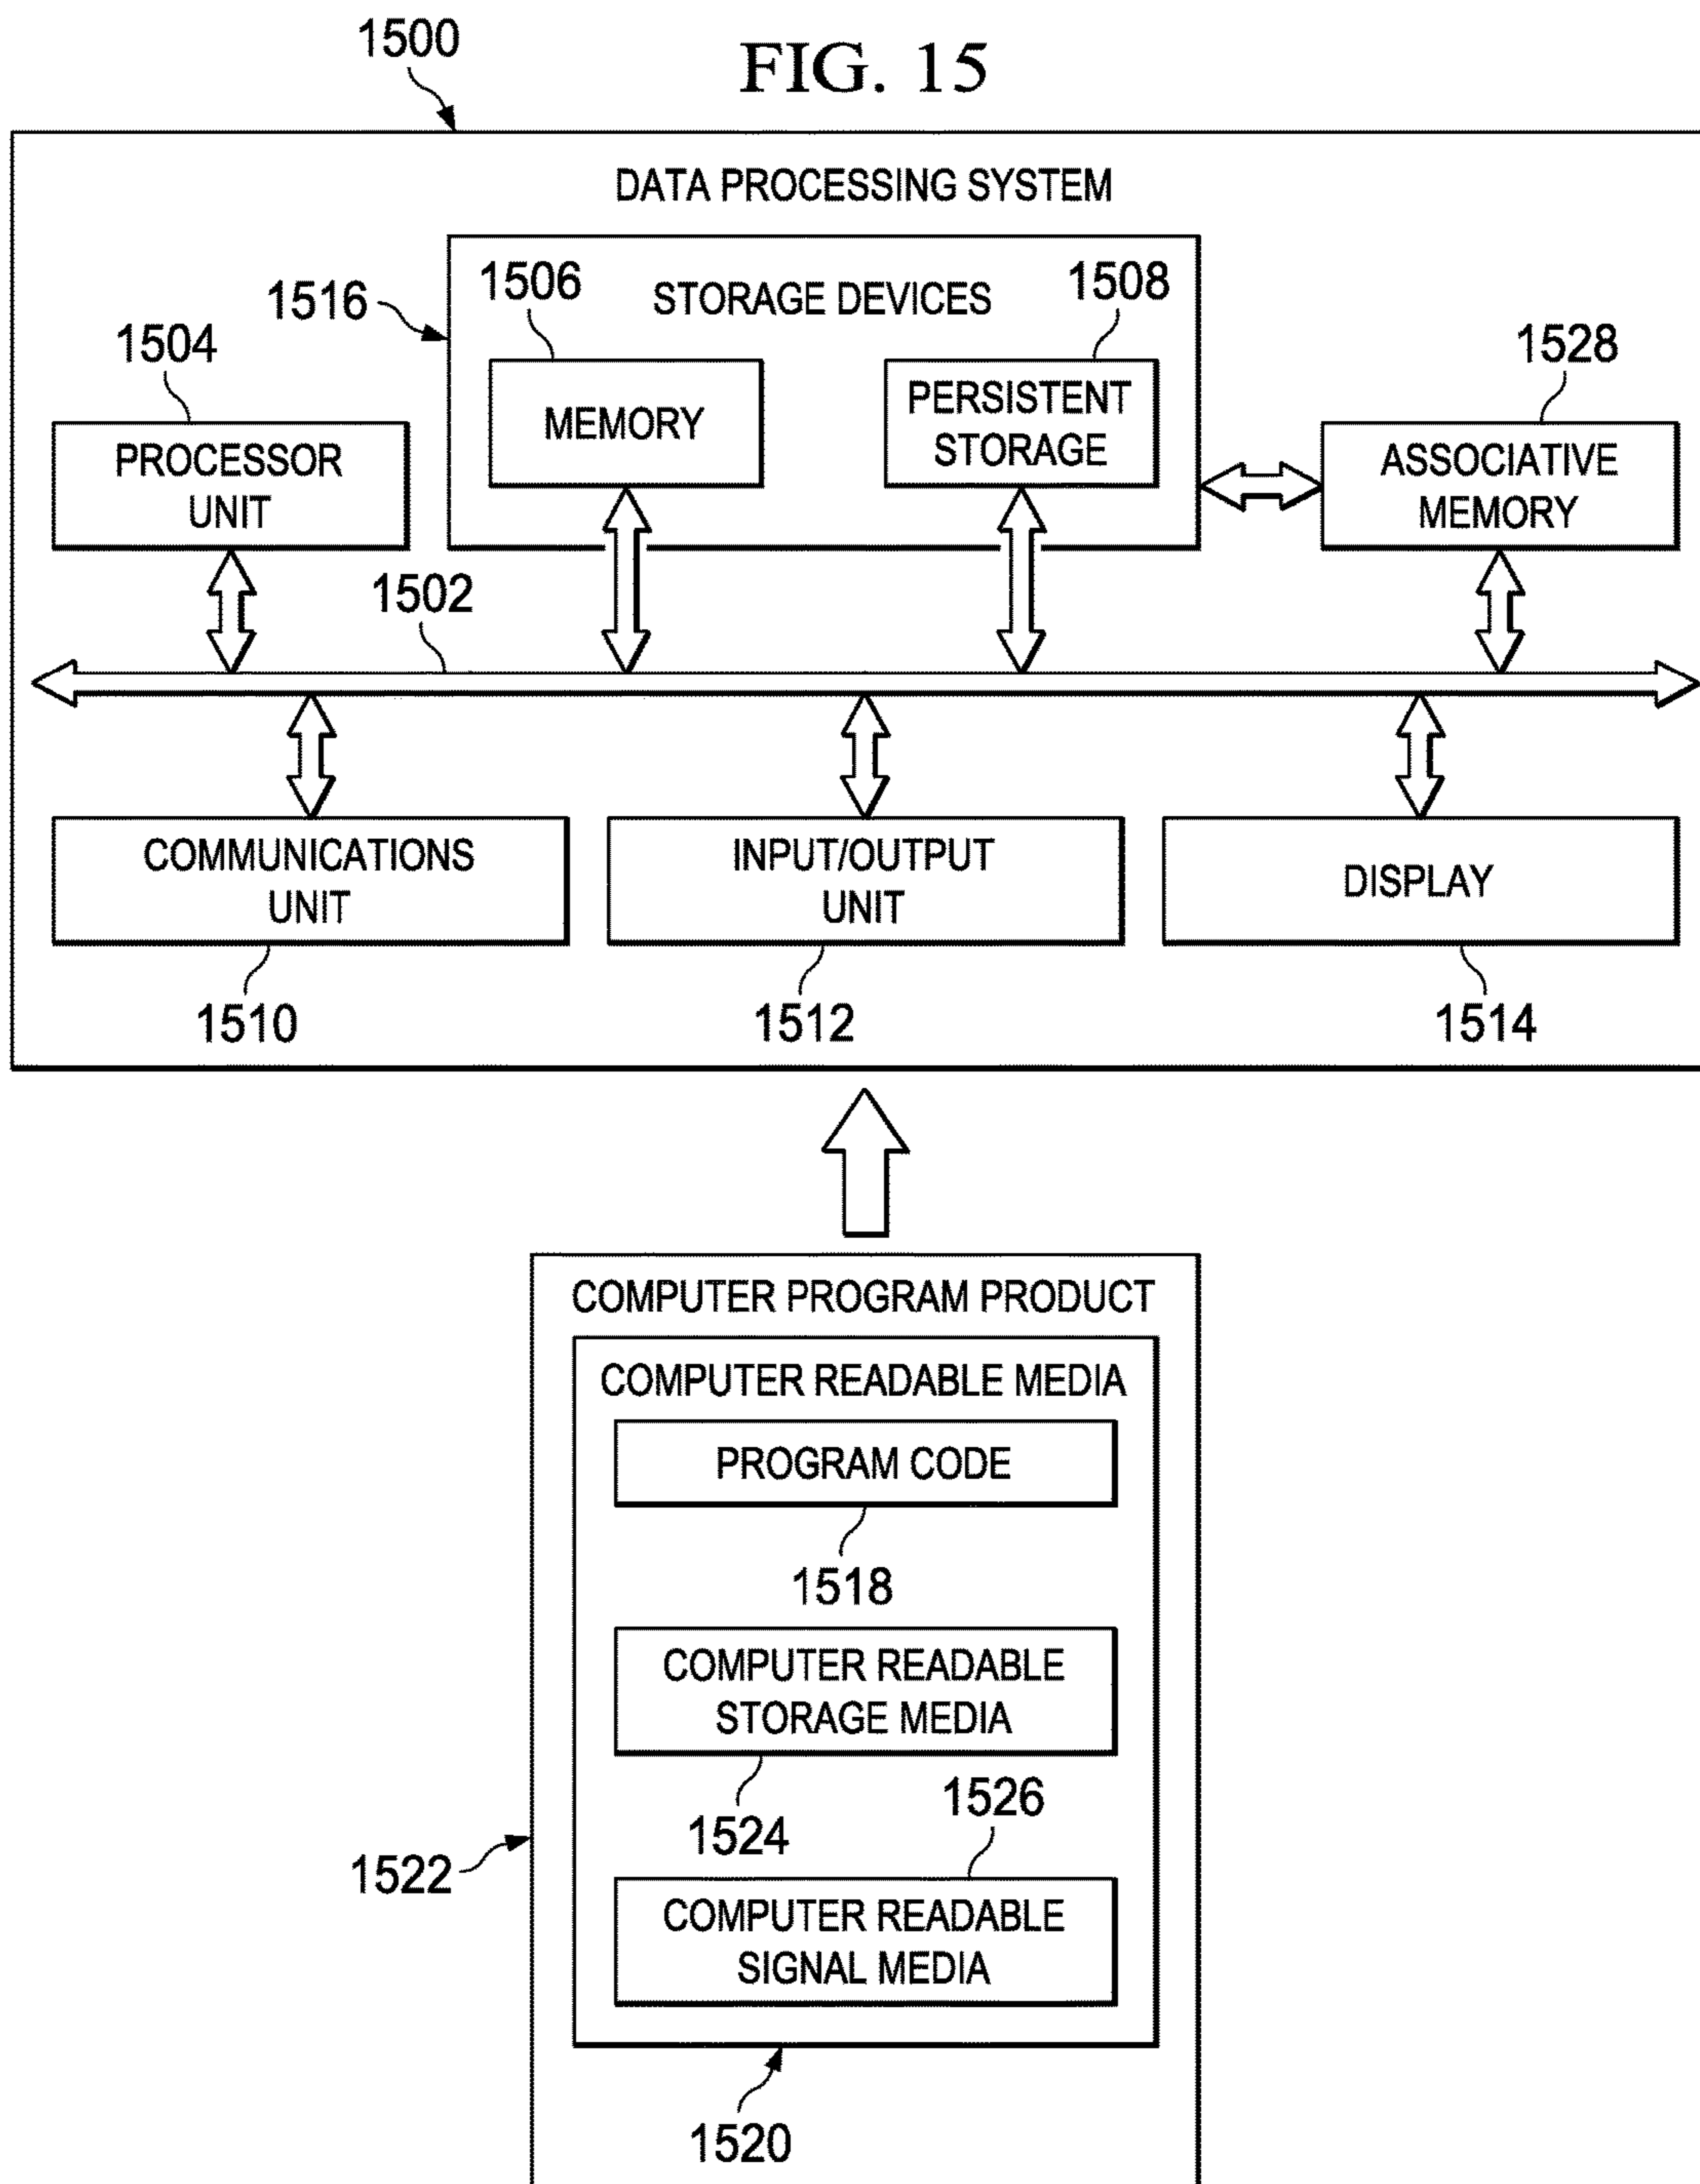 1500
FIG. 15
DATA PROCESSING SYSTEM
1516
1506
STORAGE DEVICES
1508
1504
1528
MEMORY
PERSISTENT
STORAGE
PROCESSOR
UNIT
ASSOCIATIVE
MEMORY
1502
COMMUNICATIONS
UNIT
INPUT/OUTPUT
UNIT
DISPLAY
1510
1512
1514
COMPUTER PROGRAM PRODUCT
COMPUTER READABLE MEDIA
PROGRAM CODE
1518
COMPUTER READABLE
STORAGE MEDIA
1524
1526
1522
COMPUTER READABLE
SIGNAL MEDIA
1520